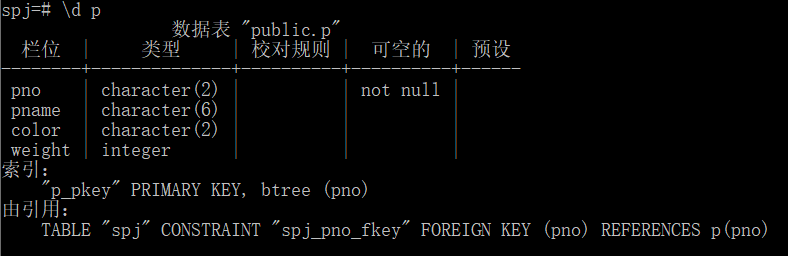 spj=# \d p
数据表 "public.p"
栏位 | 类型 | 校对规则 | 可空的 | 预设
--------+--------------+----------+----------+------
pno | character(2) | | not null |
pname | character(6) | | |
color | character(2) | | |
weight | integer | | |
索引:
"p_pkey" PRIMARY KEY, btree (pno)
由引用:
TABLE "spj" CONSTRAINT "spj_pno_fkey" FOREIGN KEY (pno) REFERENCES p(pno)